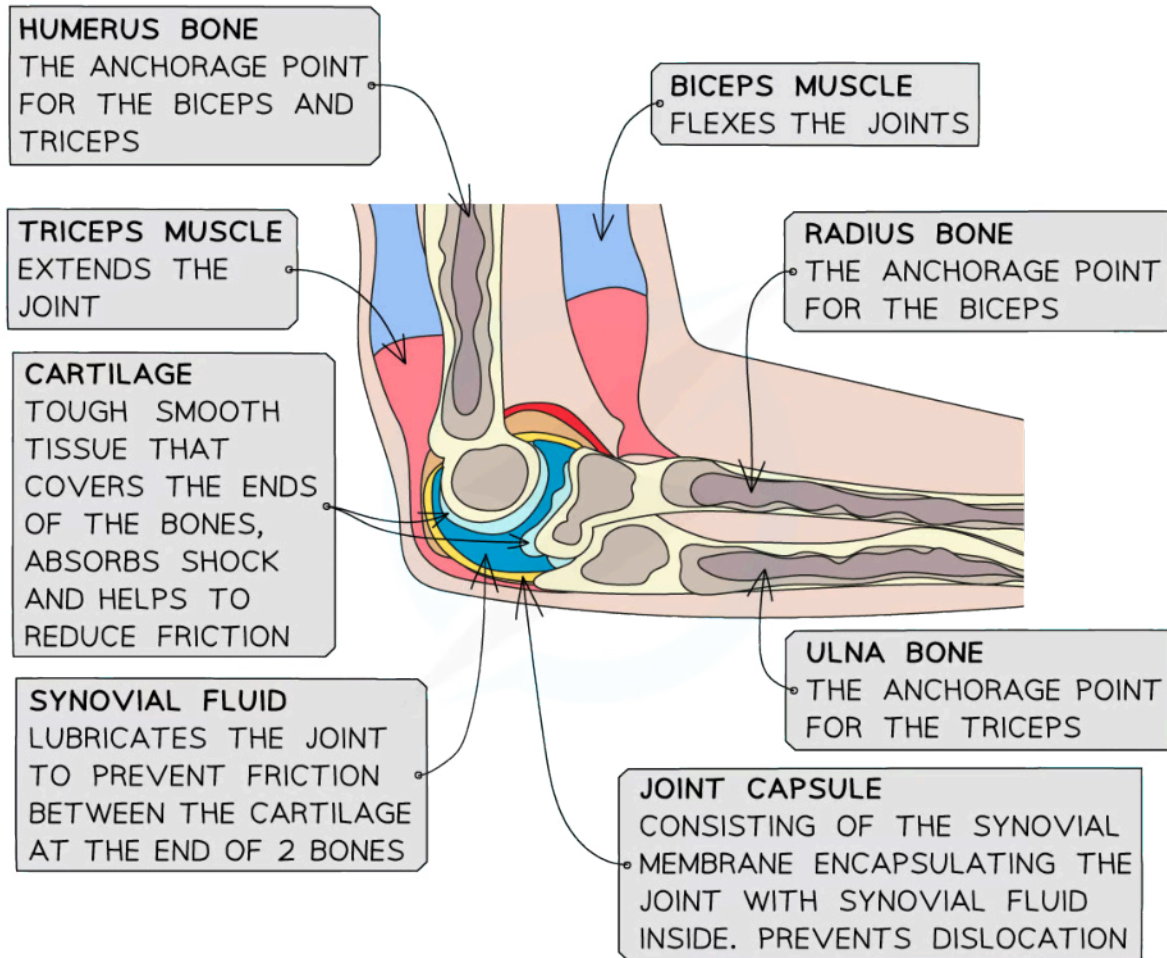 HUMERUS BONE
THE ANCHORAGE POINT
FOR THE BICEPS AND
TRICEPS
BICEPS MUSCLE
FLEXES THE JOINTS
TRICEPS MUSCLE
EXTENDS THE
JOINT
RADIUS BONE
THE ANCHORAGE POINT
FOR THE BICEPS
CARTILAGE
TOUGH SMOOTH
TISSUE THAT
COVERS THE ENDS
OF THE BONES,
ABSORBS SHOCK
AND HELPS TO
REDUCE FRICTION
ULNA BONE
THE ANCHORAGE POINT
FOR THE TRICEPS
SYNOVIAL FLUID
LUBRICATES THE JOINT
TO PREVENT FRICTION
BETWEEN THE CARTILAGE
AT THE END OF 2 BONES
JOINT CAPSULE
CONSISTING OF THE SYNOVIAL
MEMBRANE ENCAPSULATING THE
JOINT WITH SYNOVIAL FLUID
INSIDE. PREVENTS DISLOCATION